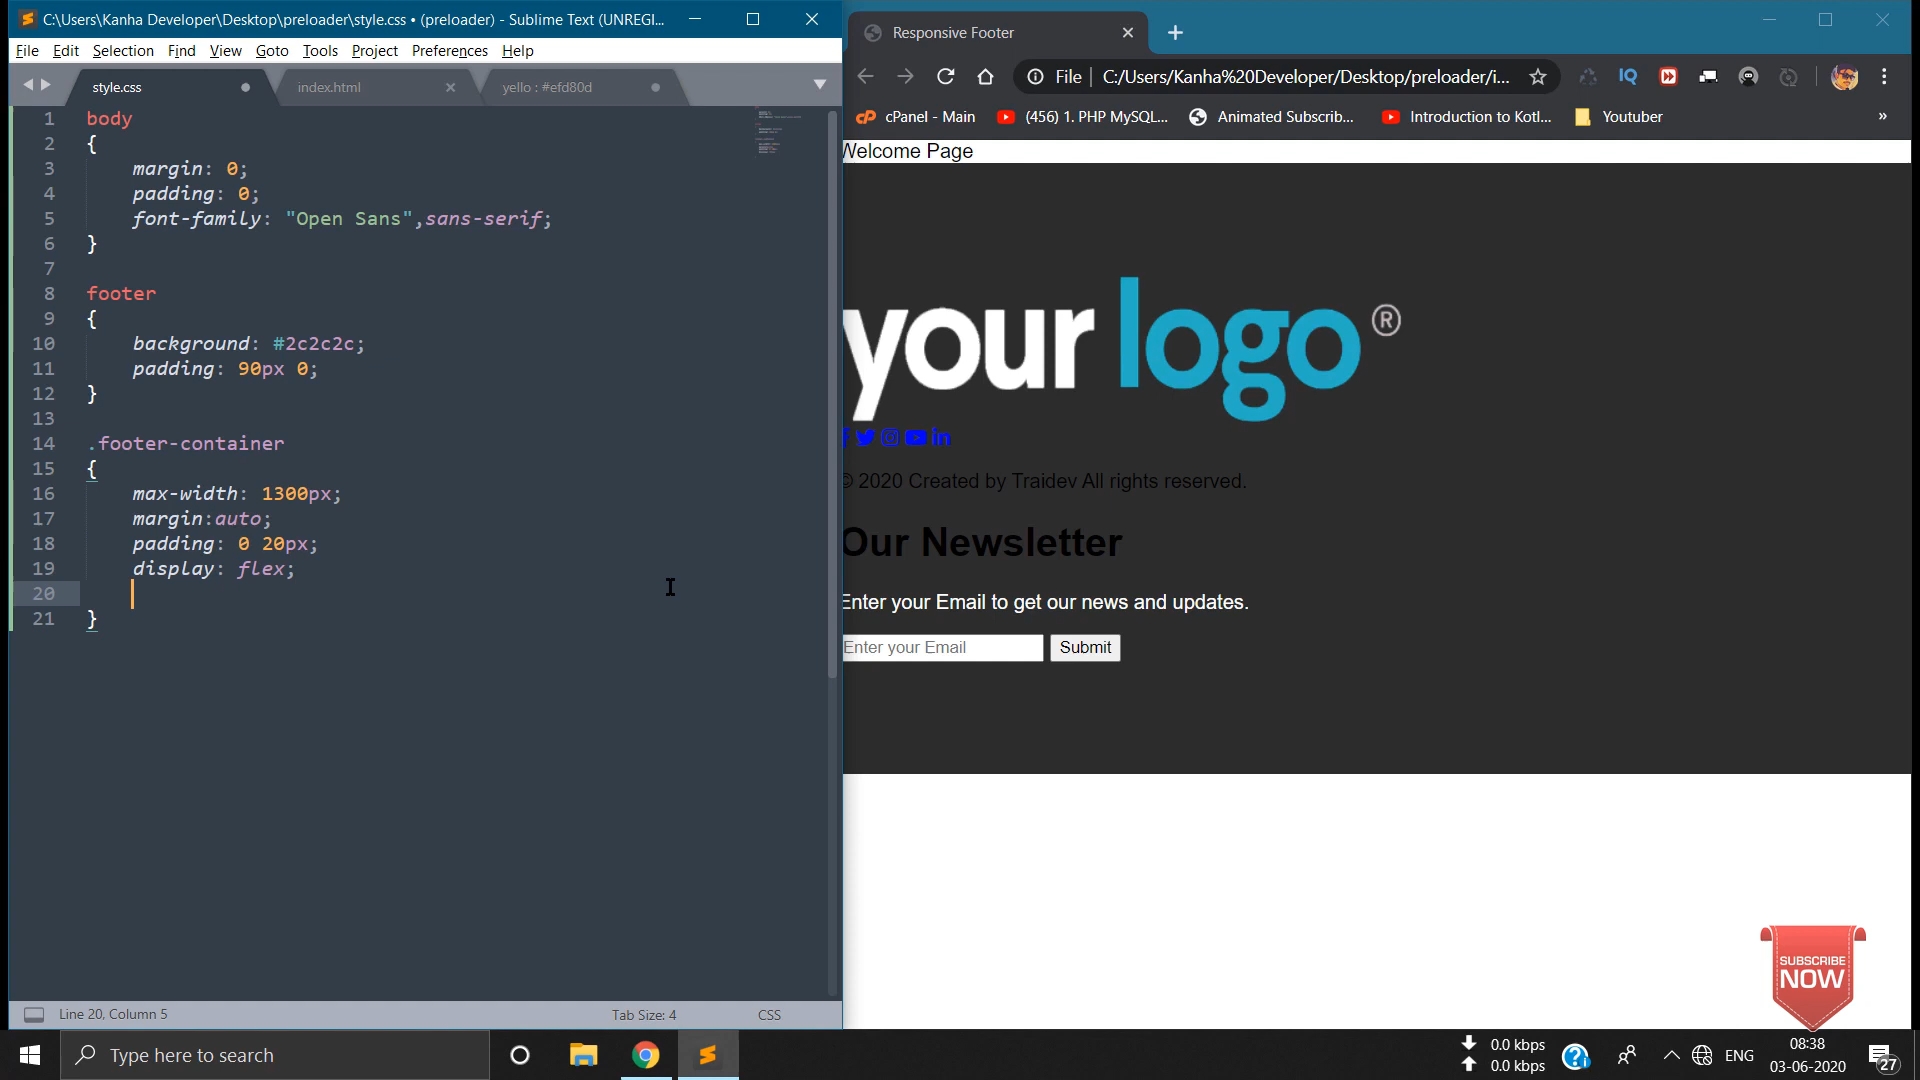 C:\Users\Kanha Developer\Desktop\preloader\style.css • (preloader) - Sublime Text (UNREGI...
File Edit Selection Find View Goto Tools Project Preferences Help
style.css
index.html
yello : #efd80d
1 body
2 {
3 margin: 0;
4 padding: 0;
5 font-family: "Open Sans",sans-serif;
6 }
7
8 footer
9 {
10 background: #2c2c2c;
11 padding: 90px 0;
12 }
13
14 .footer-container
15 {
16 max-width: 1300px;
17 margin:auto;
18 padding: 0 20px;
19 display: flex;
20
21 }
Line 20, Column 5
Tab Size: 4
CSS
Responsive Footer
File C:/Users/Kanha%20Developer/Desktop/preloader/i...
IQ
cPanel - Main
(456) 1. PHP MySQL...
Animated Subscrib...
Introduction to Kotl...
Youtuber
»
Welcome Page
your logo ®
© 2020 Created by Traidev All rights reserved.
Our Newsletter
Enter your Email to get our news and updates.
Enter your Email
Submit
SUBSCRIBE
NOW
Type here to search
0.0 kbps
0.0 kbps
ENG
08:38
03-06-2020
27